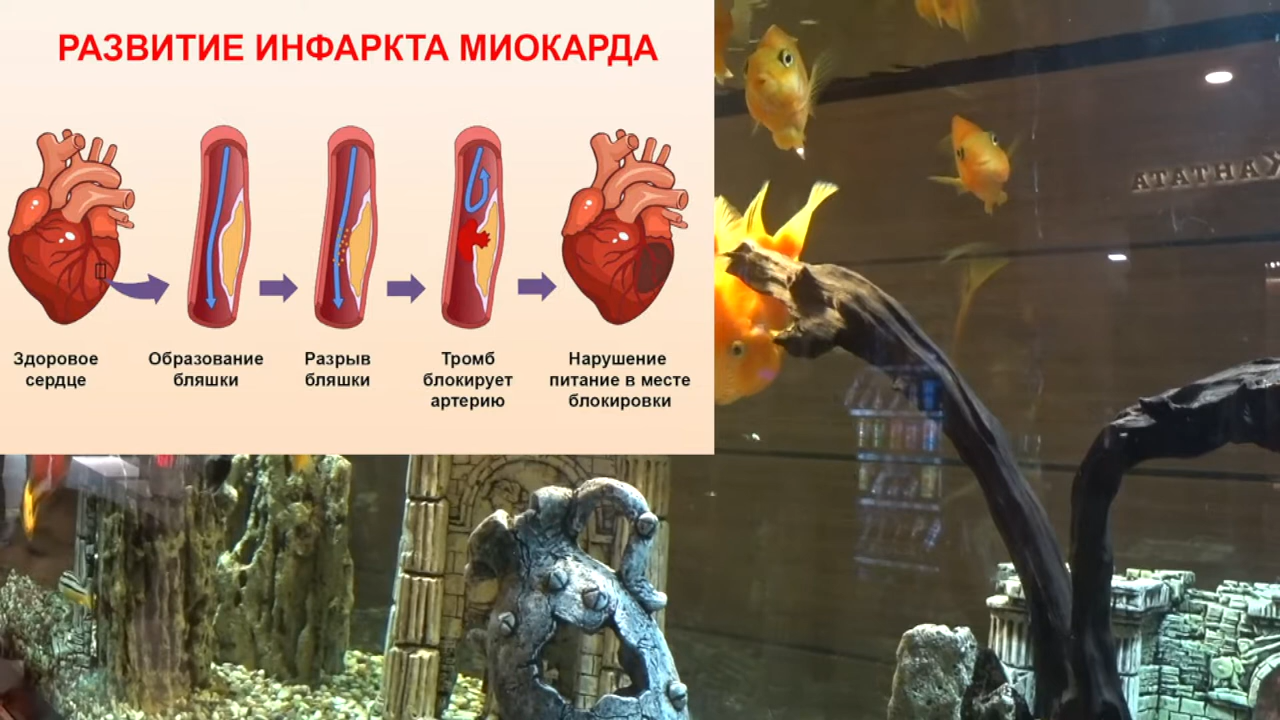 РАЗВИТИЕ ИНФАРКТА МИОКАРДА
Здоровое
сердце
Образование
бляшки
Разрыв
бляшки
Тромб
блокирует
артерию
Нарушение
питание в месте
блокировки